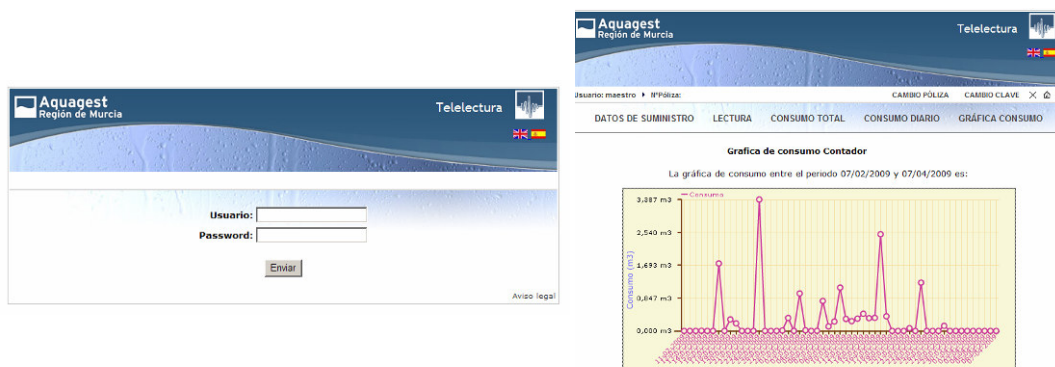 Aquagest
Región de Murcia
Telelectura
Usuario:
Password:
Enviar
Aviso legal
Aquagest
Región de Murcia
Telelectura
Usuario: maestro NºPóliza:
CAMBIO PÓLIZA CAMBIO CLAVE
DATOS DE SUMINISTRO LECTURA CONSUMO TOTAL CONSUMO DIARIO GRÁFICA CONSUMO
Grafica de consumo Contador
La gráfica de consumo entre el periodo 07/02/2009 y 07/04/2009 es:
Consumo
3,387 m3
2,540 m3
1,693 m3
0,847 m3
0,000 m3
Consumo (m3)